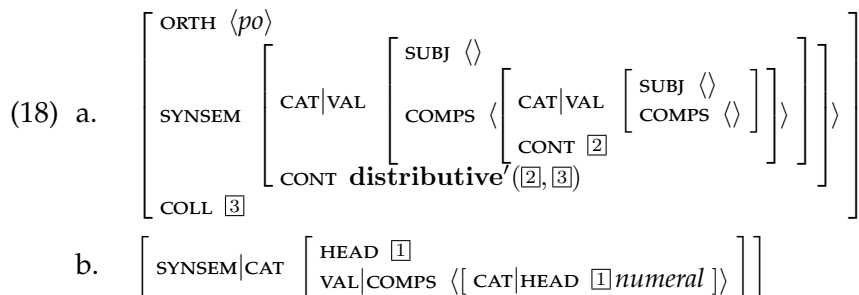 ORTH ⟨po⟩
SUBJ ⟨⟩
SUBJ ⟨⟩
(18) a. SYNSEM CAT|VAL COMPS ⟨ CAT|VAL COMPS ⟨⟩ ⟩ ⟩
CONT 2
CONT distributive′(2, 3)
COLL 3
HEAD 1
b. SYNSEM|CAT VAL|COMPS ⟨[ CAT|HEAD 1 numeral ]⟩